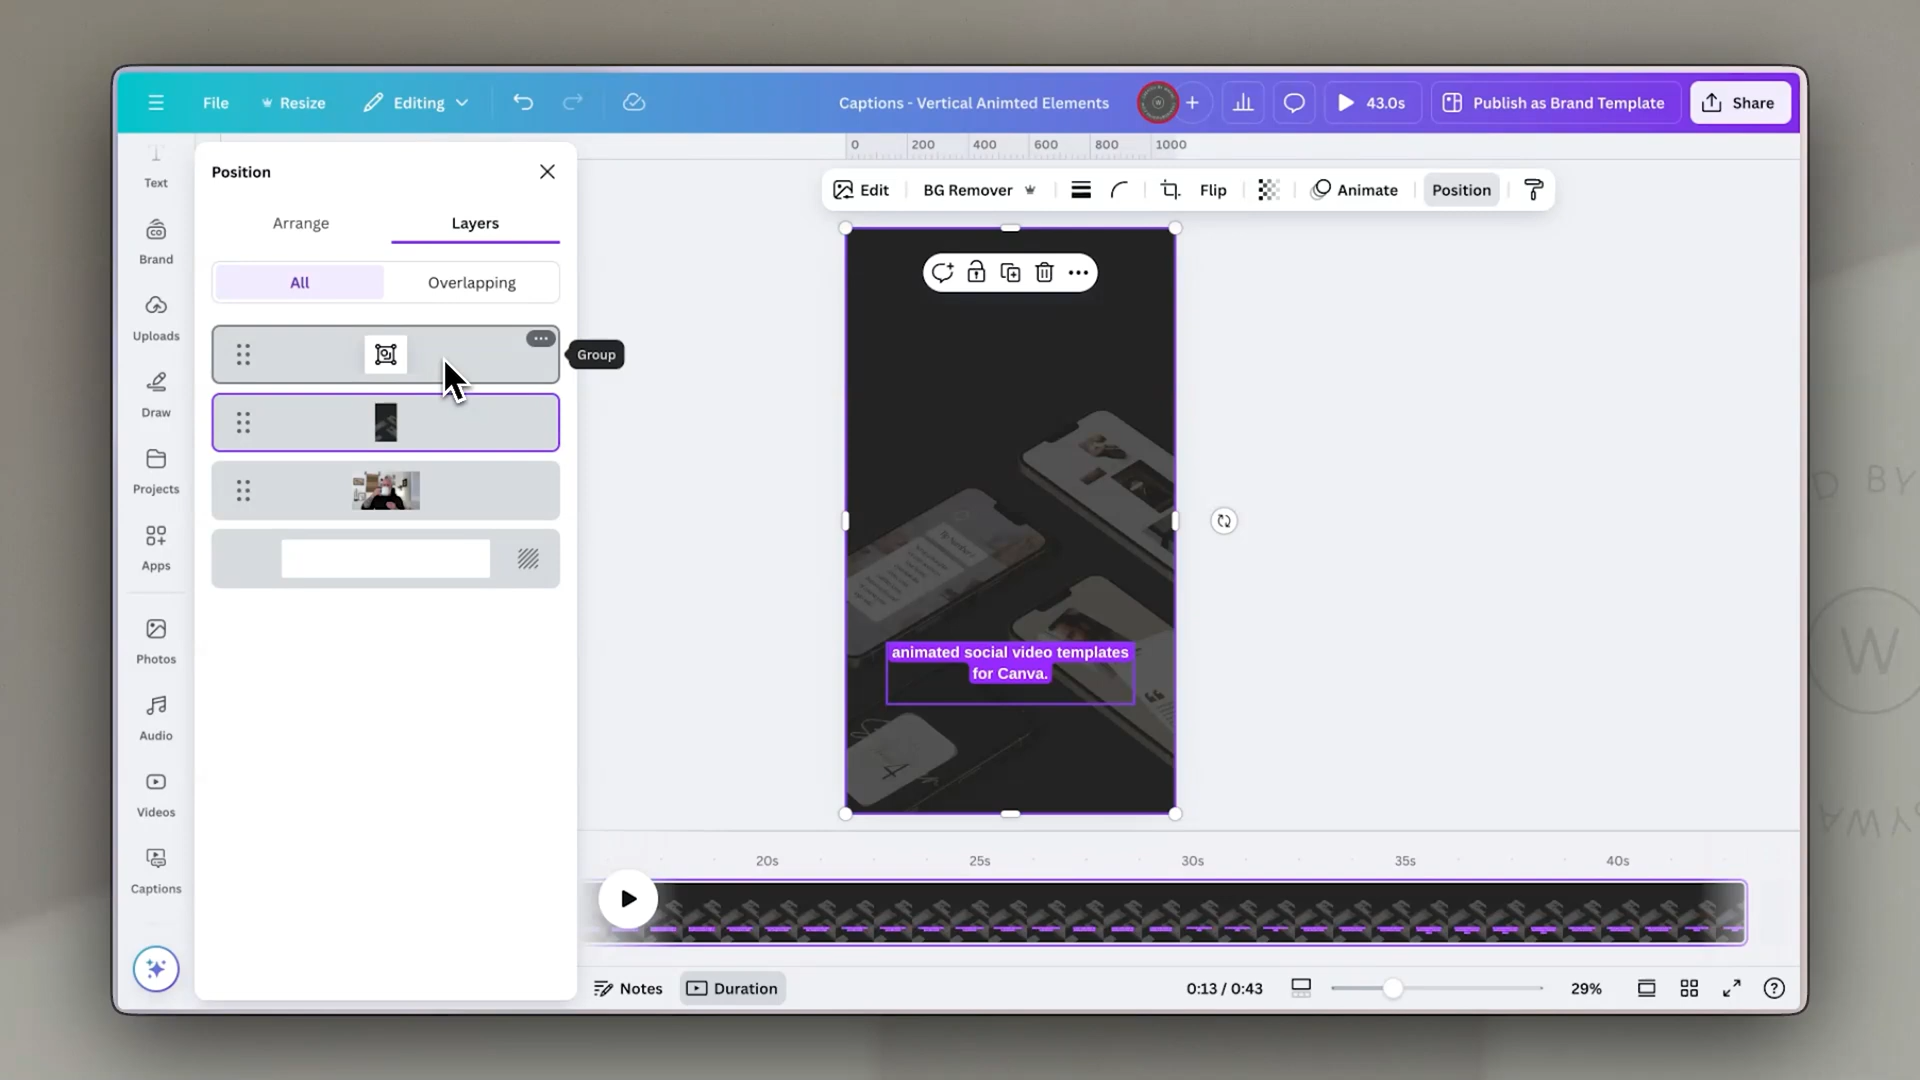 File
Resize
Editing
Captions - Vertical Animted Elements
43.0s
Publish as Brand Template
Share
0 200 400 600 800 1000
Text
Brand
Uploads
Draw
Projects
Apps
Photos
Audio
Videos
Captions
Position
Arrange
Layers
All
Overlapping
Group
Edit
BG Remover
Flip
Animate
Position
animated social video templates
for Canva.
20s 25s 30s 35s 40s
Notes
Duration
0:13 / 0:43
29%
D BY
W